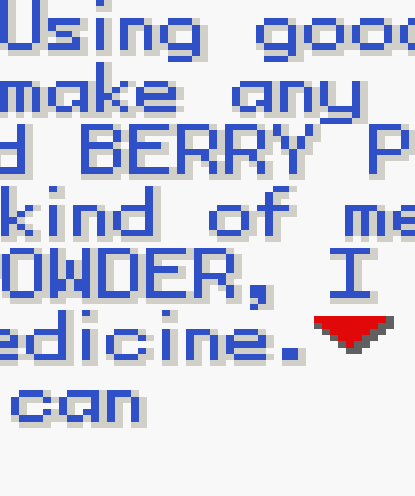 Using good
make any
d BERRY P
kind of me
OWDER, I
edicine.
can